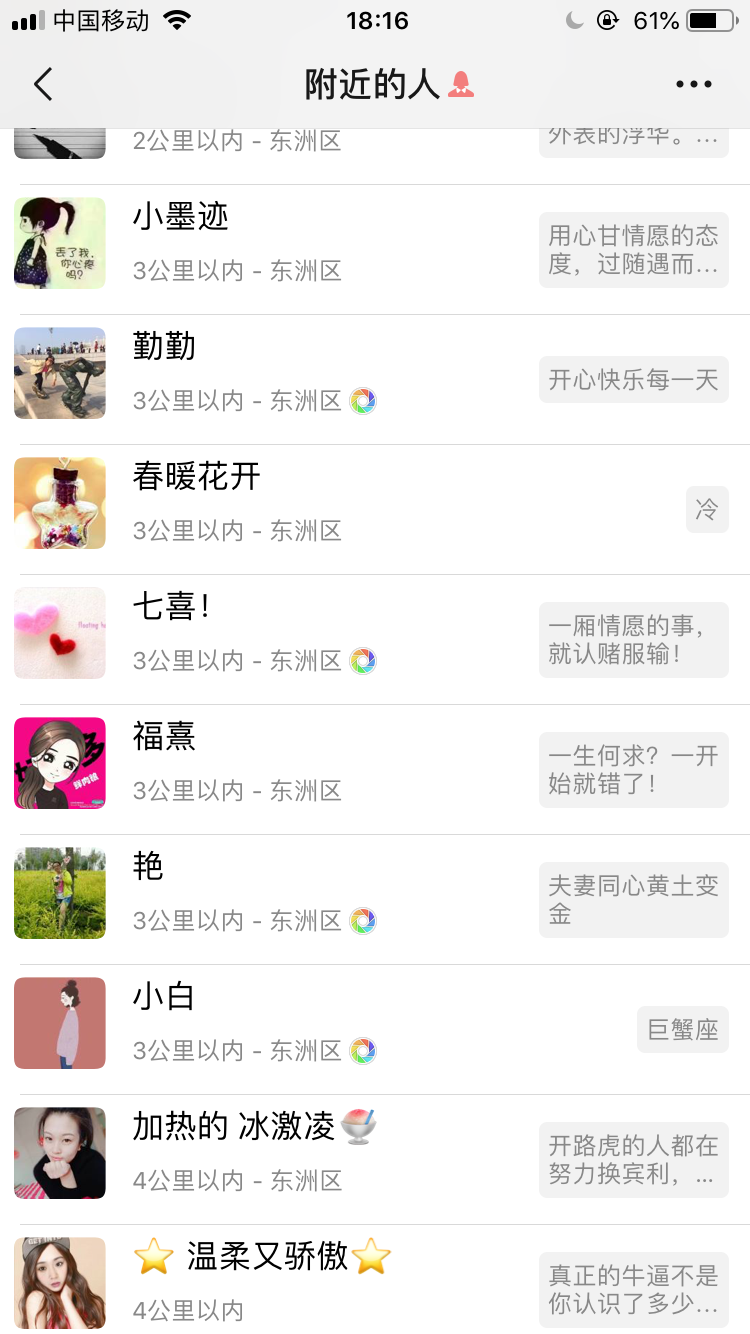 中国移动
18:16
61%
附近的人
2公里以内 - 东洲区
外表的浮华。...
小墨迹
3公里以内 - 东洲区
用心甘情愿的态
度，过随遇而...
丢了我，
你心疼
吗?
勤勤
3公里以内 - 东洲区
开心快乐每一天
春暖花开
3公里以内 - 东洲区
冷
七喜！
3公里以内 - 东洲区
一厢情愿的事，
就认赌服输！
floating
福熹
3公里以内 - 东洲区
一生何求？一开
始就错了！
艳
3公里以内 - 东洲区
夫妻同心黄土变
金
小白
3公里以内 - 东洲区
巨蟹座
加热的 冰激凌🍧
4公里以内 - 东洲区
开路虎的人都在
努力换宾利，...
⭐ 温柔又骄傲⭐
4公里以内
真正的牛逼不是
你认识了多少...